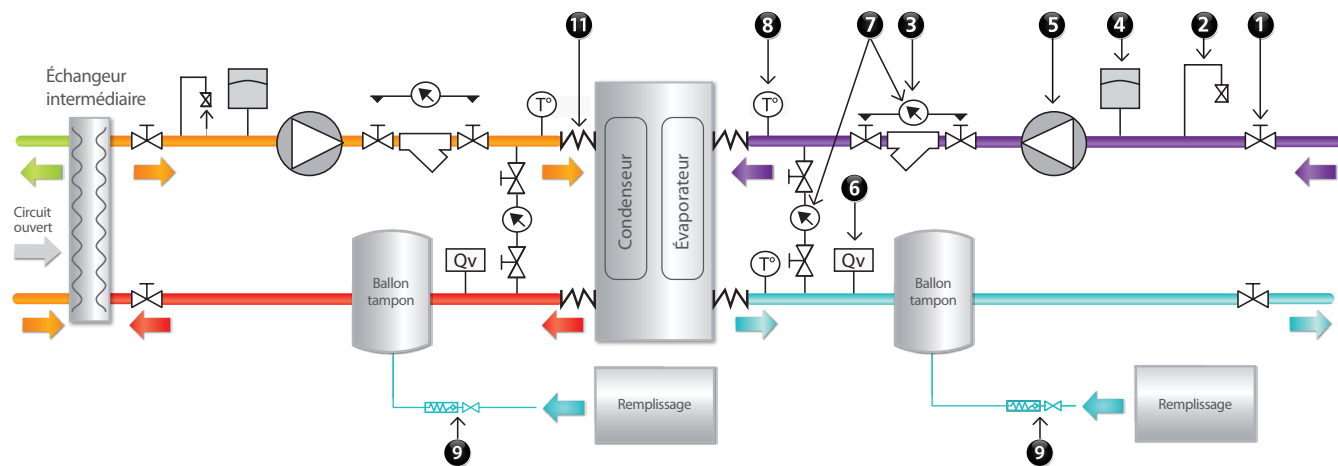 11
8
7
3
5
4
2
1
Échangeur
intermédiaire
T°
T°
Condenseur
Évaporateur
6
Circuit
ouvert
Ballon
tampon
Qv
T°
Qv
Ballon
tampon
Remplissage
Remplissage
9
9